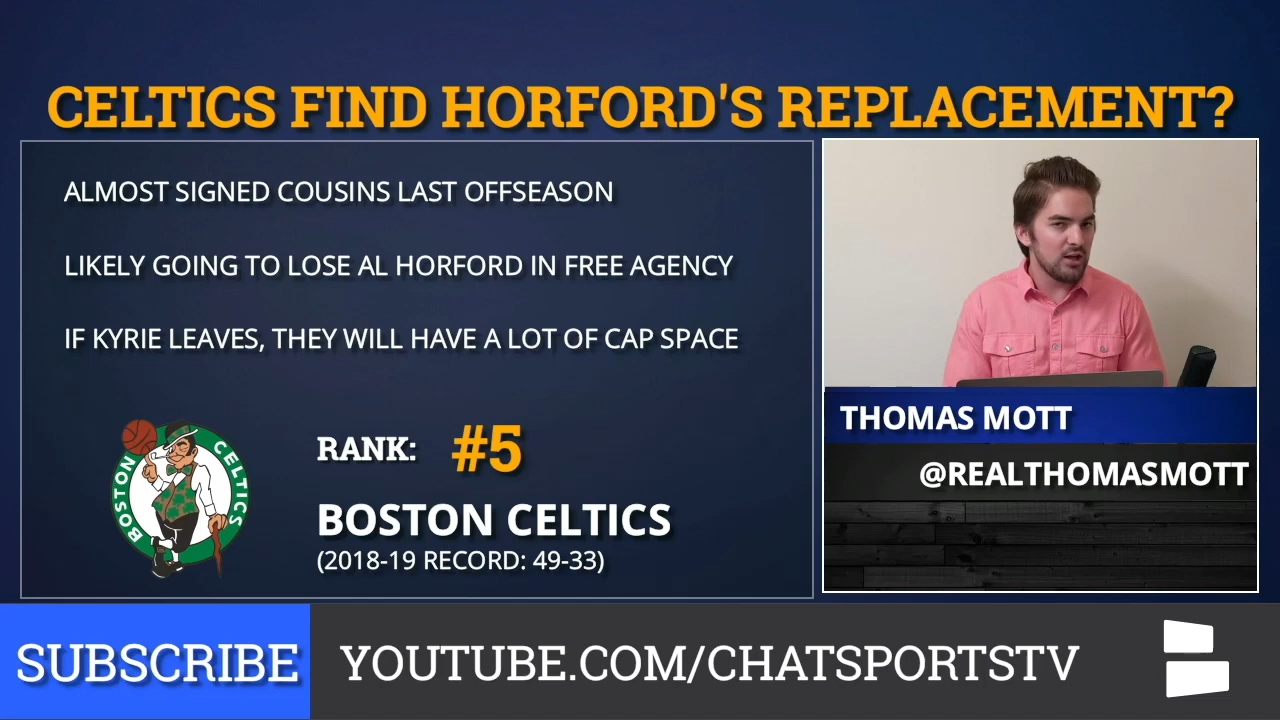 CELTICS FIND HORFORD'S REPLACEMENT?
ALMOST SIGNED COUSINS LAST OFFSEASON
LIKELY GOING TO LOSE AL HORFORD IN FREE AGENCY
IF KYRIE LEAVES, THEY WILL HAVE A LOT OF CAP SPACE
BOSTON CELTICS
RANK: #5
BOSTON CELTICS
(2018-19 RECORD: 49-33)
THOMAS MOTT
@REALTHOMASMOTT
SUBSCRIBE
YOUTUBE.COM/CHATSPORTSTV